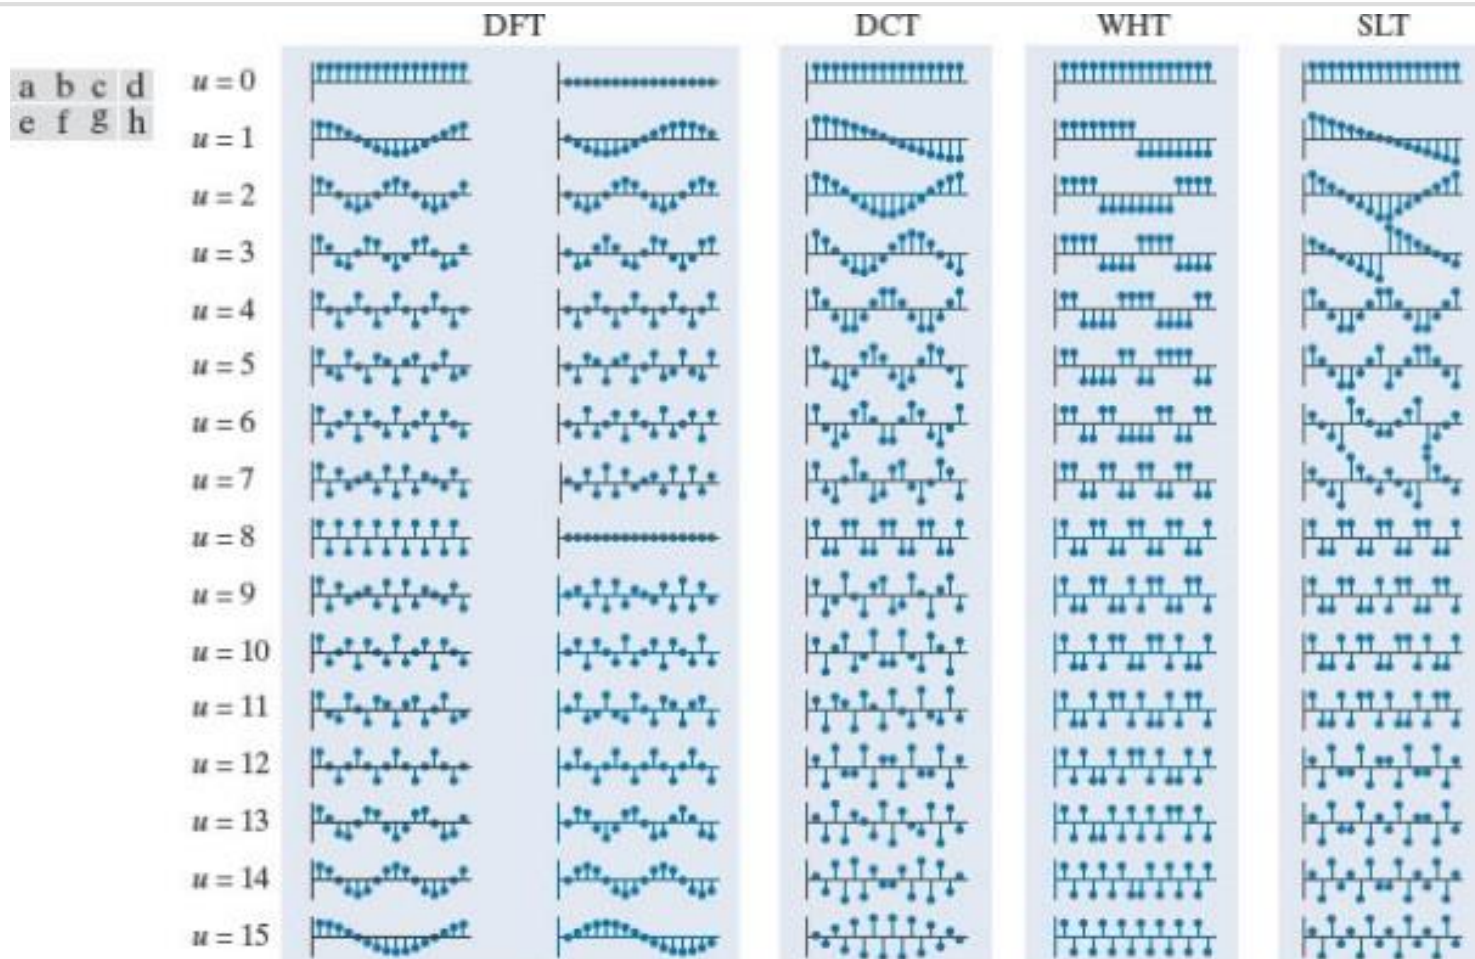 DFT DCT WHT SLT
a b c d
e f g h
u = 0
u = 1
u = 2
u = 3
u = 4
u = 5
u = 6
u = 7
u = 8
u = 9
u = 10
u = 11
u = 12
u = 13
u = 14
u = 15